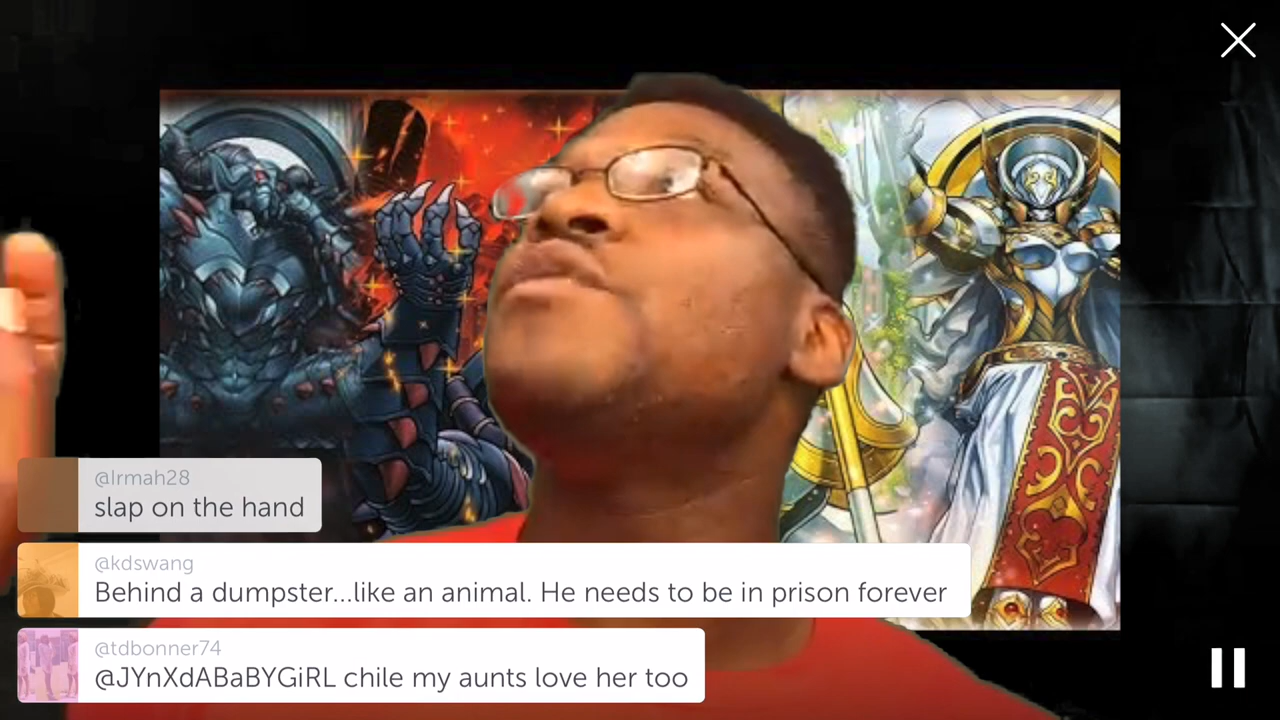 @lrmah28
slap on the hand
@kdswang
Behind a dumpster...like an animal. He needs to be in prison forever
@tdbonner74
@JYnXdABaBYGiRL chile my aunts love her too